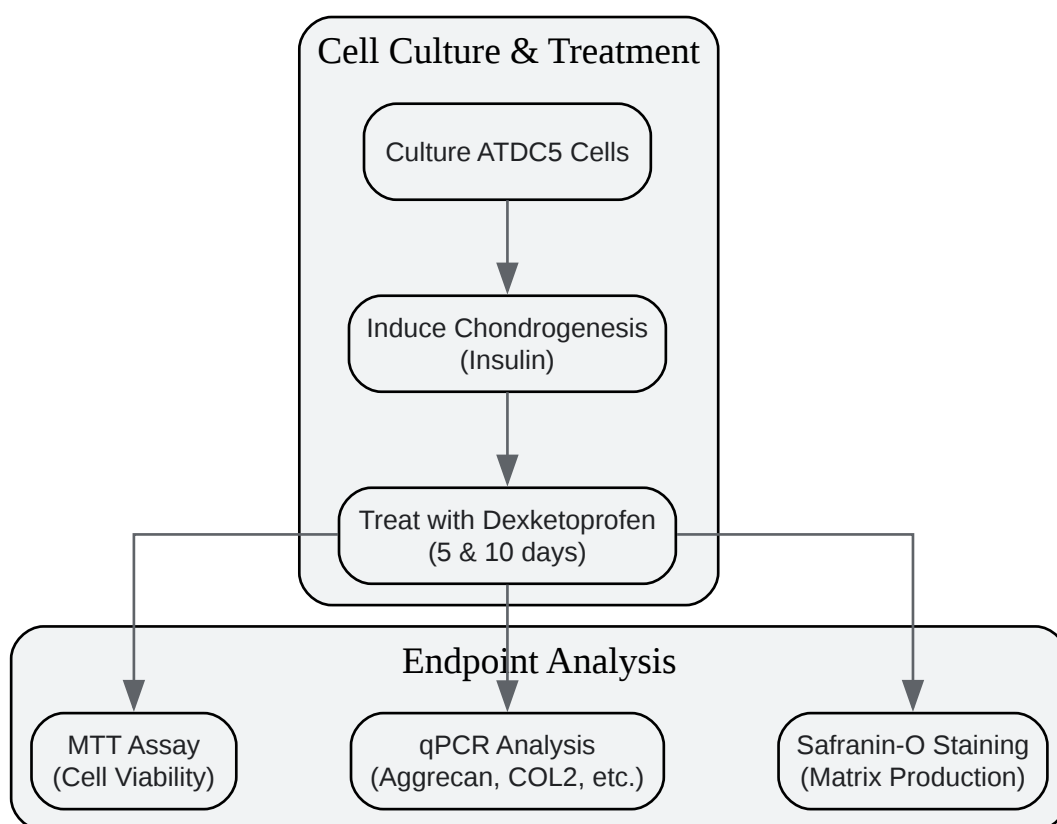 Cell Culture & Treatment
Culture ATDC5 Cells
Induce Chondrogenesis
(Insulin)
Treat with Dexketoprofen
(5 & 10 days)
Endpoint Analysis
MTT Assay
(Cell Viability)
qPCR Analysis
(Aggrecan, COL2, etc.)
Safranin-O Staining
(Matrix Production)